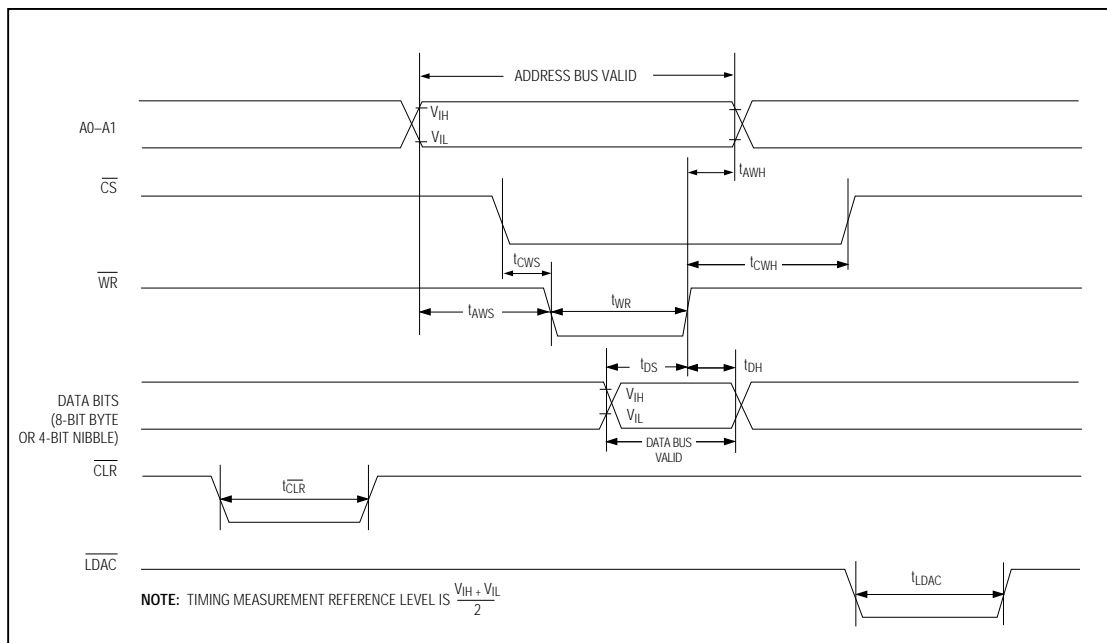 ADDRESS BUS VALID
A0–A1
VIH
VIL
tAWH
CS
tCWS
tCWH
WR
tAWS
tWR
tDS
tDH
DATA BITS
(8-BIT BYTE
OR 4-BIT NIBBLE)
VIH
VIL
DATA BUS
VALID
CLR
tCLR
LDAC
tLDAC
NOTE: TIMING MEASUREMENT REFERENCE LEVEL IS VIH + VIL
2